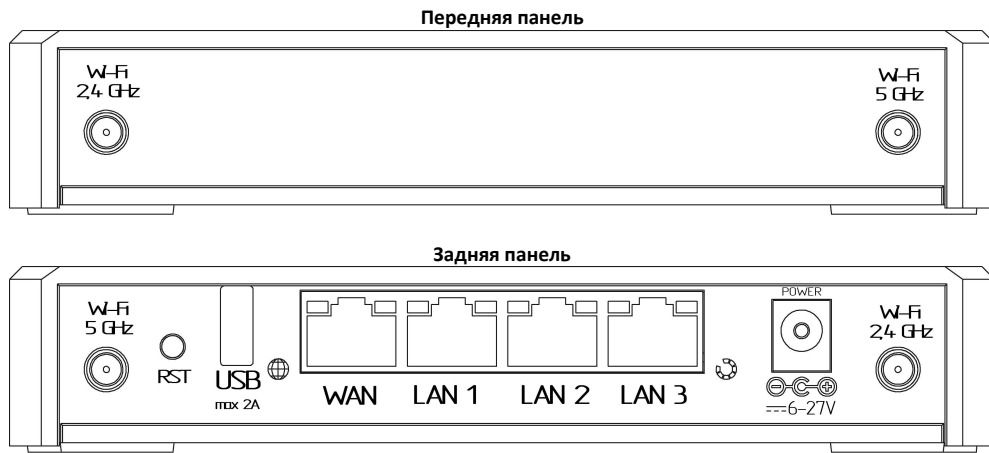 Передняя панель
Wi-Fi
2,4 GHz
Wi-Fi
5 GHz
Задняя панель
Wi-Fi
5 GHz
RST
USB
max 2A
WAN
LAN 1
LAN 2
LAN 3
POWER
6-27V
Wi-Fi
2,4 GHz